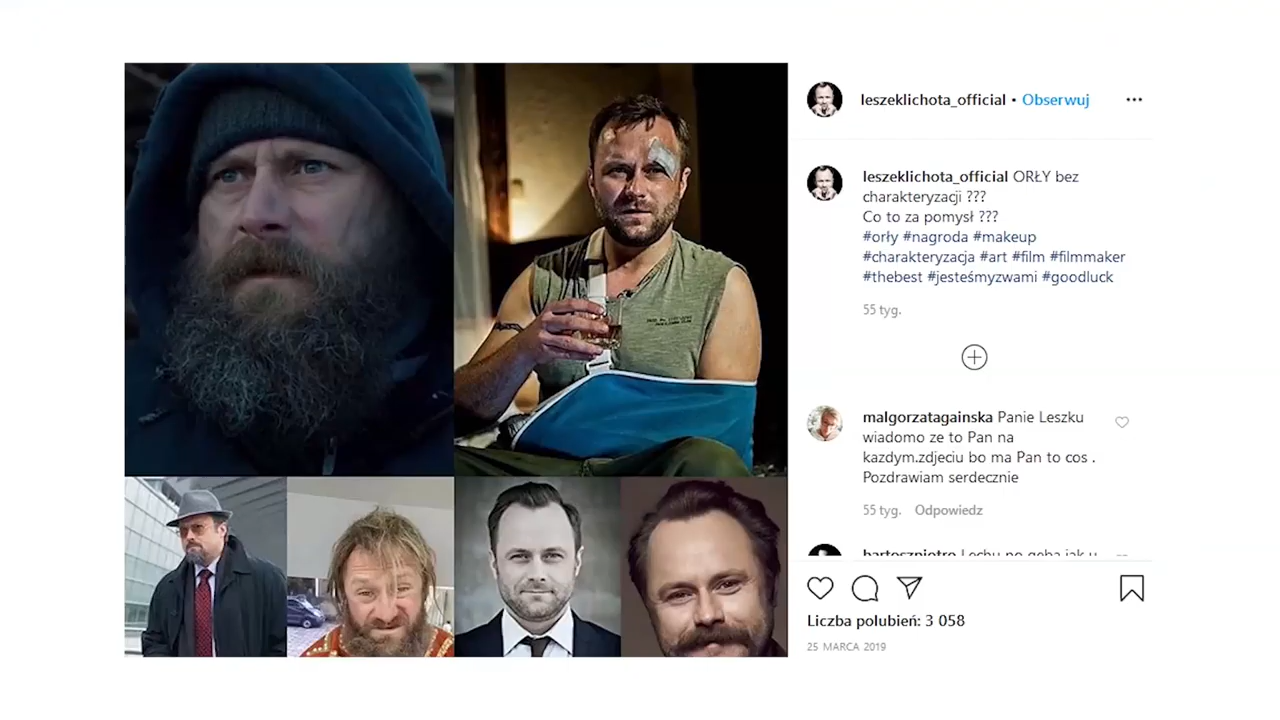 leszeklichota_official • Obserwuj
leszeklichota_official ORŁY bez
charakteryzacji ???
Co to za pomysł ???
#orły #nagroda #makeup
#charakteryzacja #art #film #filmmaker
#thebest #jesteśmyzwami #goodluck
55 tyg.
malgorzatagainska Panie Leszku
wiadomo ze to Pan na
kazdym.zdjeciu bo ma Pan to cos .
Pozdrawiam serdecznie
55 tyg. Odpowiedz
Liczba polubień: 3 058
25 MARCA 2019